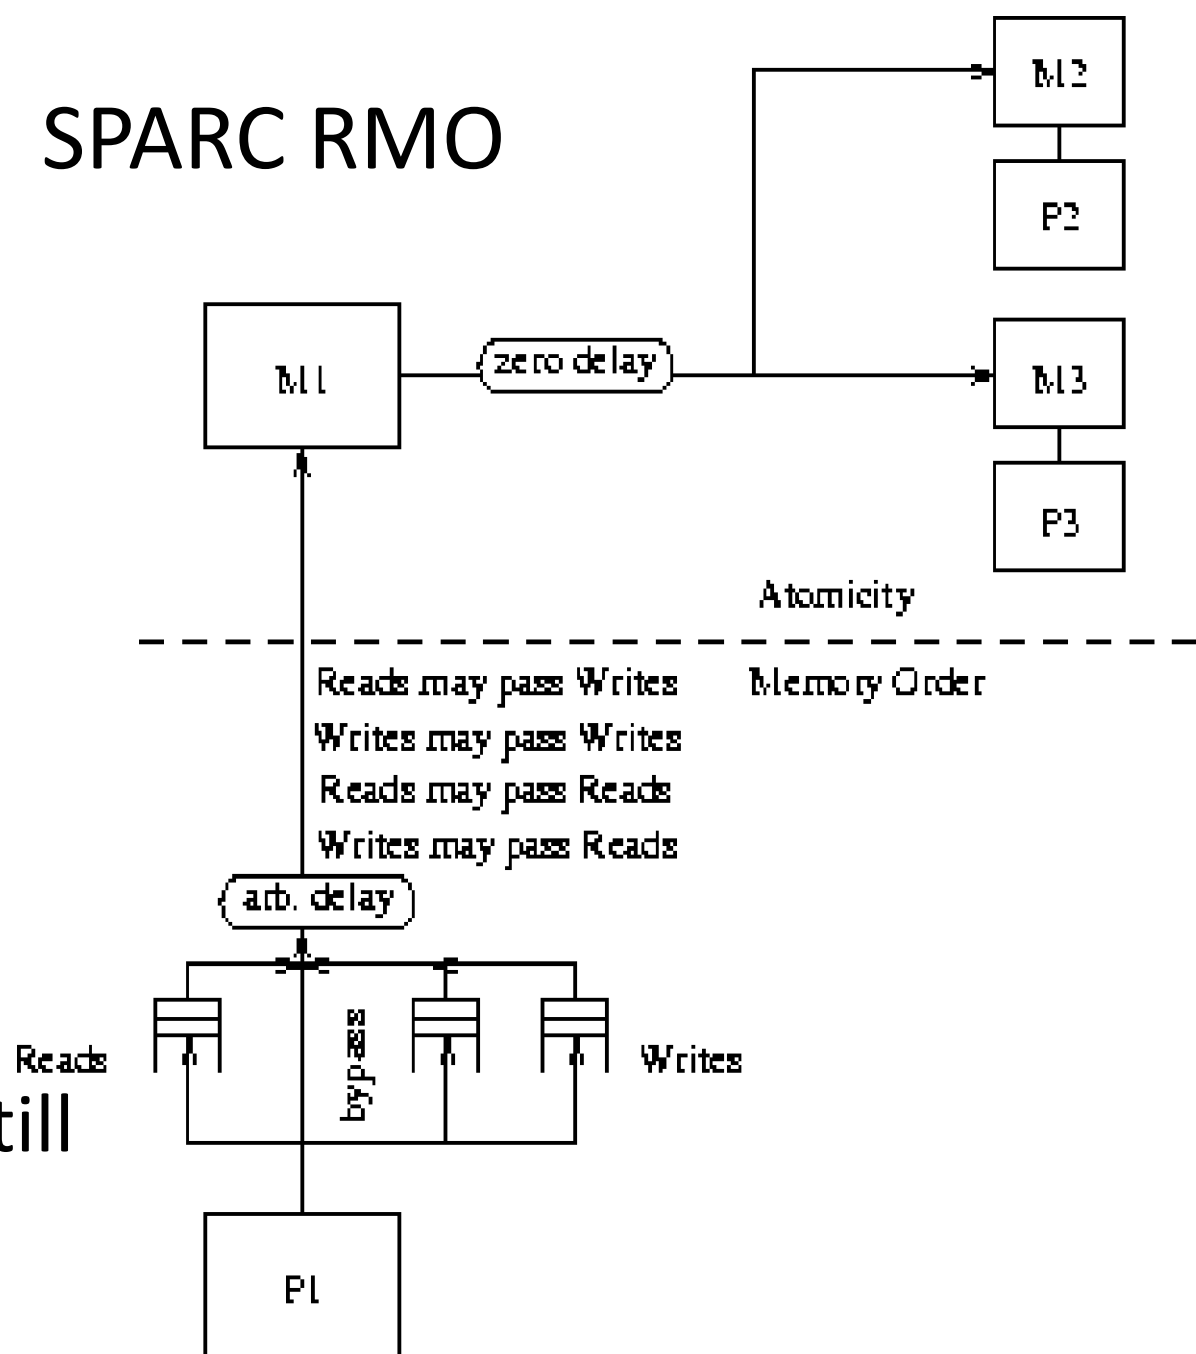 SPARC RMO
M2
P2
M1
zero delay
M3
P3
Atomicity
Reads may pass Writes
Memory Order
Writes may pass Writes
Reads may pass Reads
Writes may pass Reads
arb. delay
Reads
bypass
Writes
till
P1